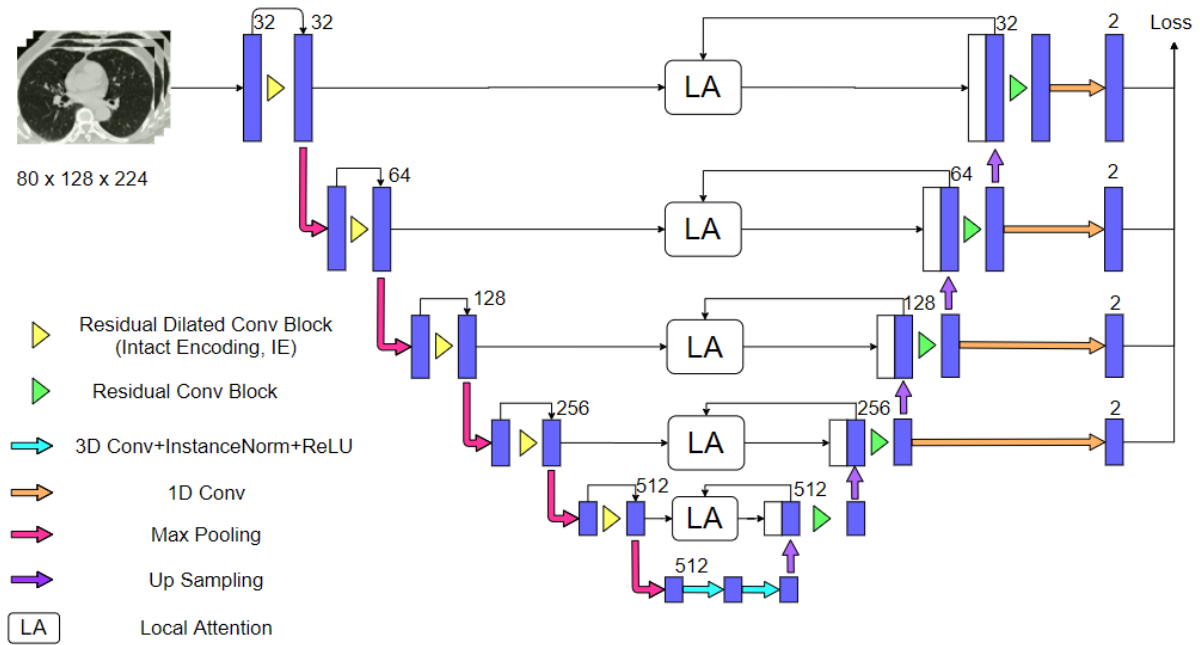 32
32
32
2
Loss
LA
80 x 128 x 224
64
64
2
LA
128
128
2
LA
Residual Dilated Conv Block
(Intact Encoding, IE)
Residual Conv Block
256
256
2
LA
3D Conv+InstanceNorm+ReLU
1D Conv
512
512
LA
Max Pooling
512
Up Sampling
LA
Local Attention